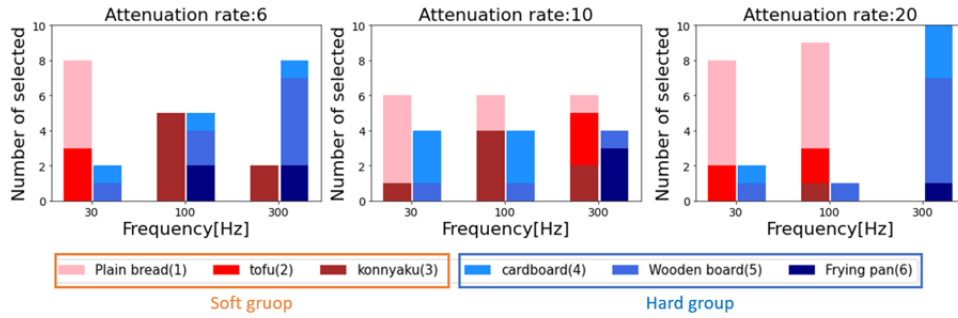 Attenuation rate:6
Attenuation rate:10
Attenuation rate:20
Number of selected
10
8
6
4
2
0
30
100
300
Frequency[Hz]
Number of selected
10
8
6
4
2
0
30
100
300
Frequency[Hz]
Number of selected
10
8
6
4
2
0
30
100
300
Frequency[Hz]
Plain bread(1) tofu(2) konnyaku(3)
cardboard(4) Wooden board(5) Frying pan(6)
Soft gruop
Hard group